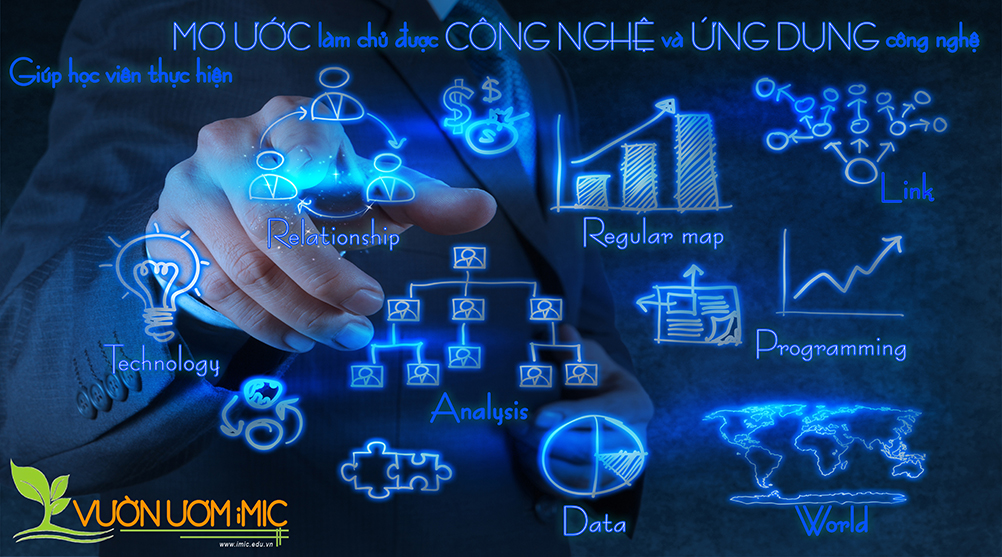 MƠ ƯỚC làm chủ được CÔNG NGHỆ và ỨNG DỤNG công nghệ
Giúp học viên thực hiện
Link
Relationship
Regular map
Technology
Programming
Analysis
Data
World
VƯỜN ƯƠM iMIC
www.imic.edu.vn